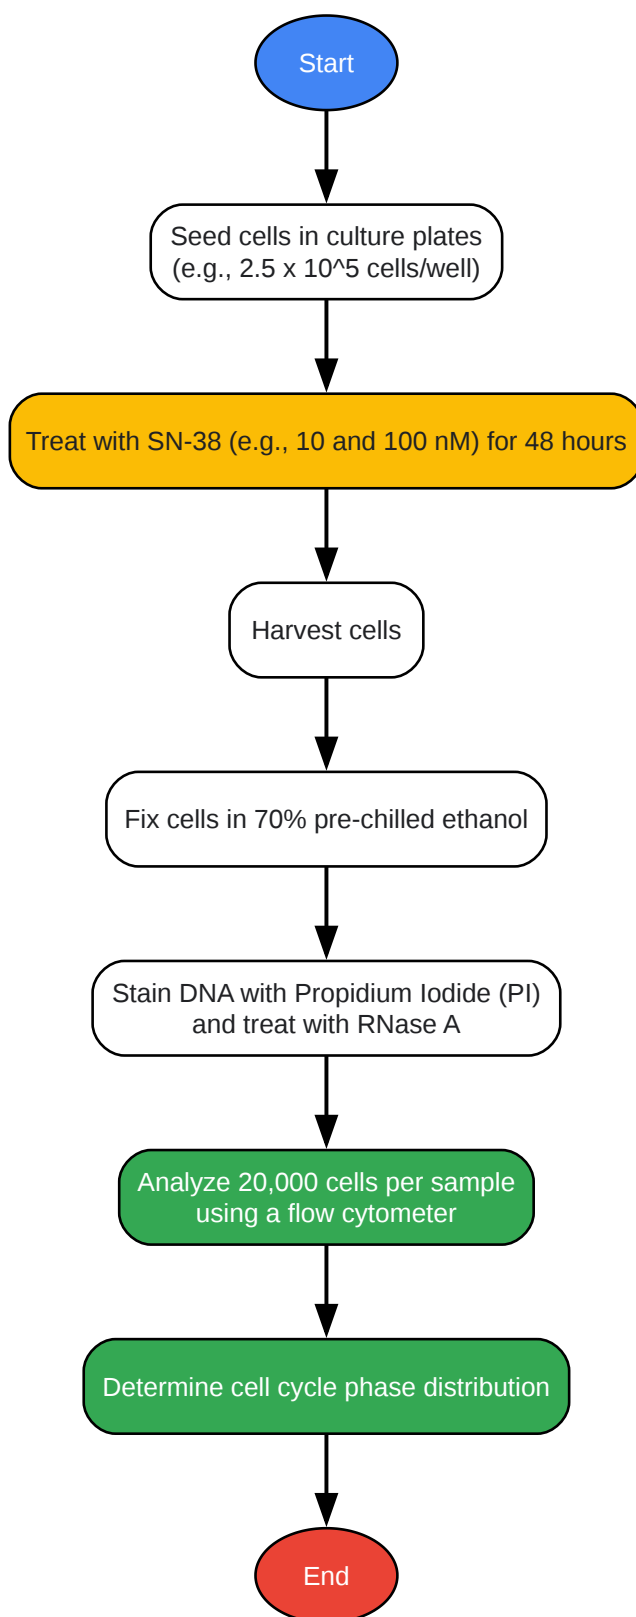 Start
Seed cells in culture plates
(e.g., 2.5 x 10^5 cells/well)
Treat with SN-38 (e.g., 10 and 100 nM) for 48 hours
Harvest cells
Fix cells in 70% pre-chilled ethanol
Stain DNA with Propidium Iodide (PI)
and treat with RNase A
Analyze 20,000 cells per sample
using a flow cytometer
Determine cell cycle phase distribution
End